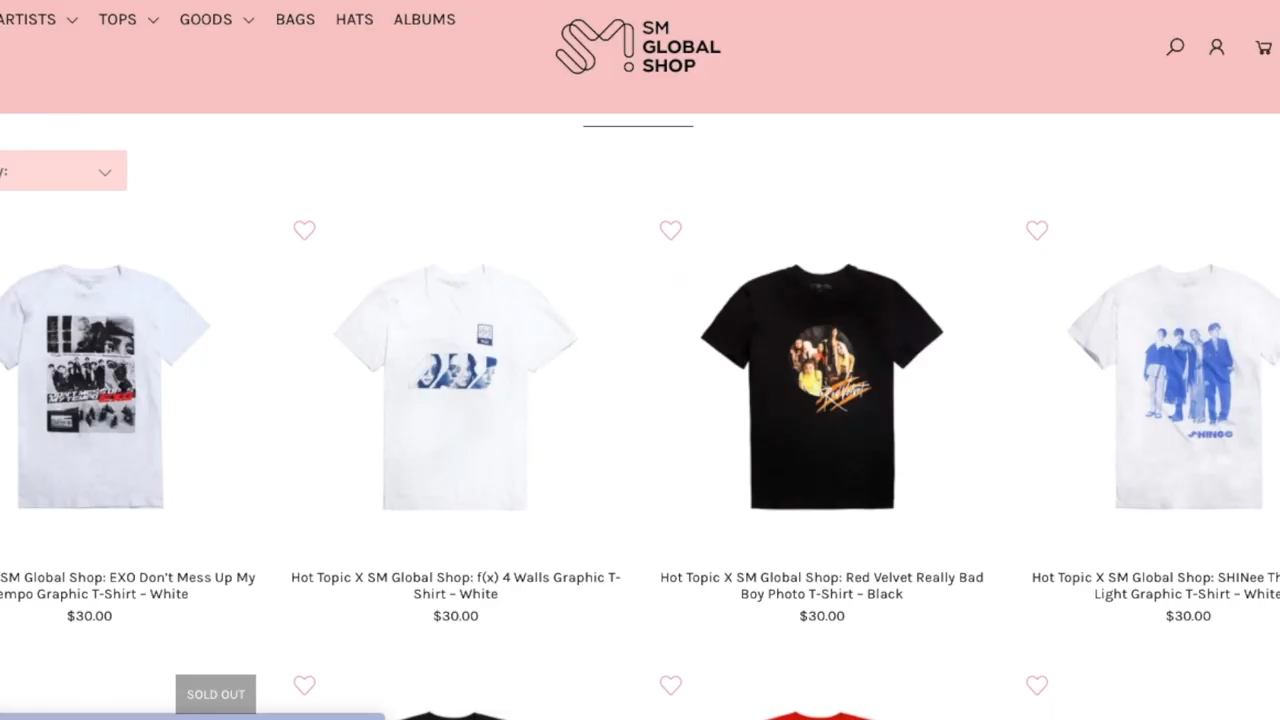 ARTISTS TOPS GOODS BAGS HATS ALBUMS
SM
GLOBAL
SHOP
y:
SHINee
SM Global Shop: EXO Don't Mess Up My
empo Graphic T-Shirt – White
$30.00
Hot Topic X SM Global Shop: f(x) 4 Walls Graphic T-
Shirt – White
$30.00
Hot Topic X SM Global Shop: Red Velvet Really Bad
Boy Photo T-Shirt – Black
$30.00
Hot Topic X SM Global Shop: SHINee Th
Light Graphic T-Shirt – White
$30.00
SOLD OUT